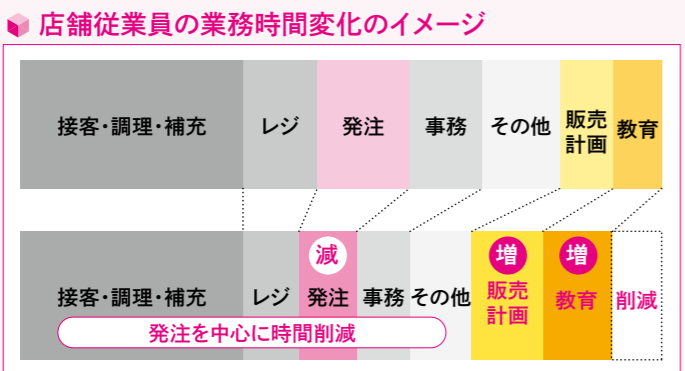 店舗従業員の業務時間変化のイメージ
接客・調理・補充
レジ
発注
事務
その他
販売
計画
教育
減
増
増
接客・調理・補充
レジ
発注
事務
その他
販売
計画
教育
削減
発注を中心に時間削減